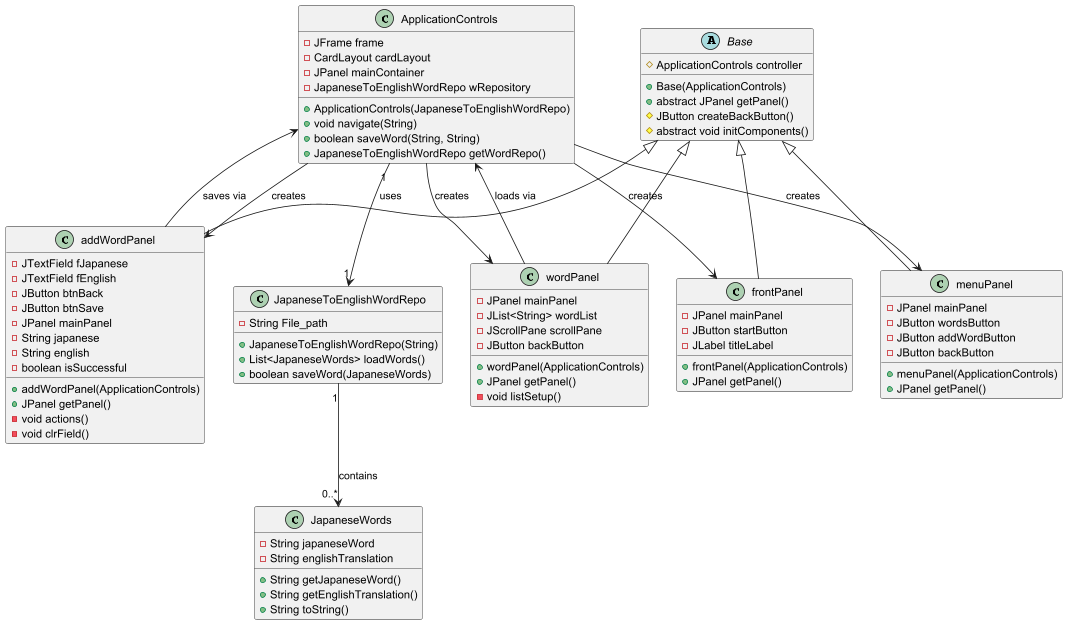 C ApplicationControls
JFrame frame
CardLayout cardLayout
JPanel mainContainer
JapaneseToEnglishWordRepo wRepository
ApplicationControls(JapaneseToEnglishWordRepo)
void navigate(String)
boolean saveWord(String, String)
JapaneseToEnglishWordRepo getWordRepo()
A Base
ApplicationControls controller
Base(ApplicationControls)
abstract JPanel getPanel()
JButton createBackButton()
abstract void initComponents()
1
saves via
creates
uses
creates
loads via
creates
creates
1
C addWordPanel
JTextField fJapanese
JTextField fEnglish
JButton btnBack
JButton btnSave
JPanel mainPanel
String japanese
String english
boolean isSuccessful
addWordPanel(ApplicationControls)
JPanel getPanel()
void actions()
void clrField()
C JapaneseToEnglishWordRepo
String File_path
JapaneseToEnglishWordRepo(String)
List<JapaneseWords> loadWords()
boolean saveWord(JapaneseWords)
C wordPanel
JPanel mainPanel
JList<String> wordList
JScrollPane scrollPane
JButton backButton
wordPanel(ApplicationControls)
JPanel getPanel()
void listSetup()
C frontPanel
JPanel mainPanel
JButton startButton
JLabel titleLabel
frontPanel(ApplicationControls)
JPanel getPanel()
C menuPanel
JPanel mainPanel
JButton wordsButton
JButton addWordButton
JButton backButton
menuPanel(ApplicationControls)
JPanel getPanel()
1
contains
0..*
C JapaneseWords
String japaneseWord
String englishTranslation
String getJapaneseWord()
String getEnglishTranslation()
String toString()